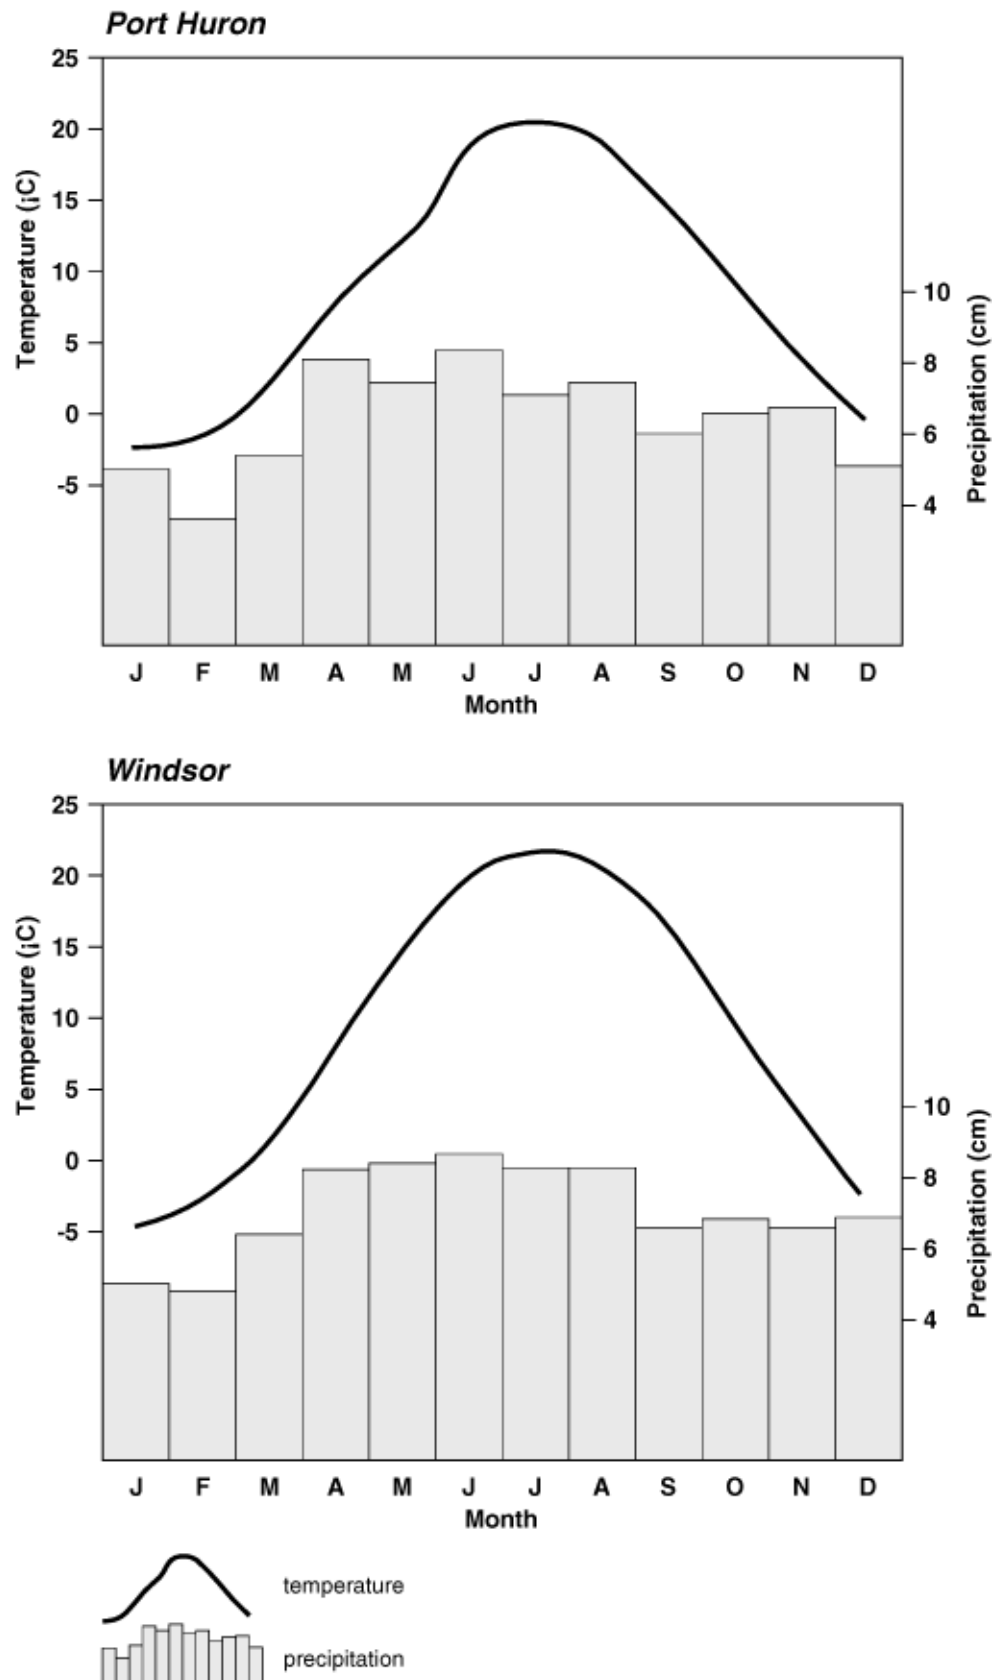 Port Huron
25
20
15
10
5
0
-5
Temperature (¡C)
10
8
6
4
Precipitation (cm)
J F M A M J J A S O N D
Month
Windsor
25
20
15
10
5
0
-5
Temperature (¡C)
10
8
6
4
Precipitation (cm)
J F M A M J J A S O N D
Month
temperature
precipitation